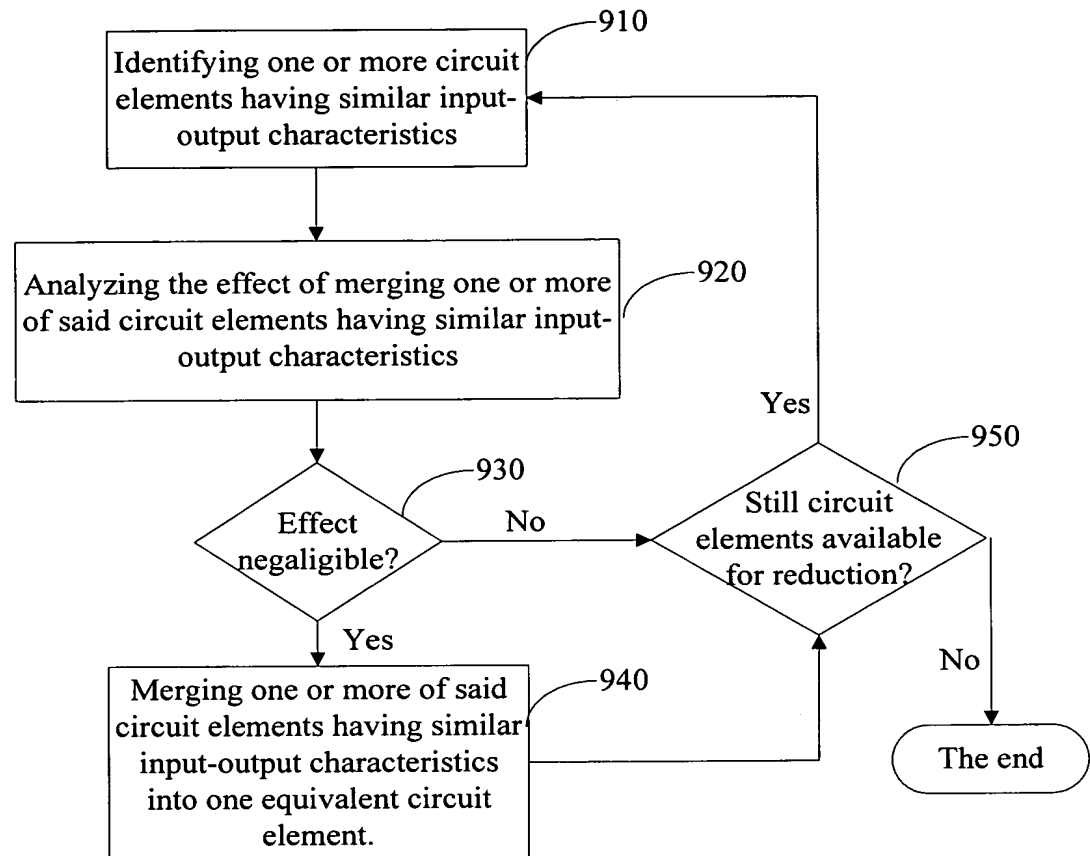 910
Identifying one or more circuit
elements having similar input-
output characteristics
920
Analyzing the effect of merging one or more
of said circuit elements having similar input-
output characteristics
Yes
950
930
Effect
negaligible?
No
Still circuit
elements available
for reduction?
Yes
No
940
Merging one or more of said
circuit elements having similar
input-output characteristics
into one equivalent circuit
element.
The end